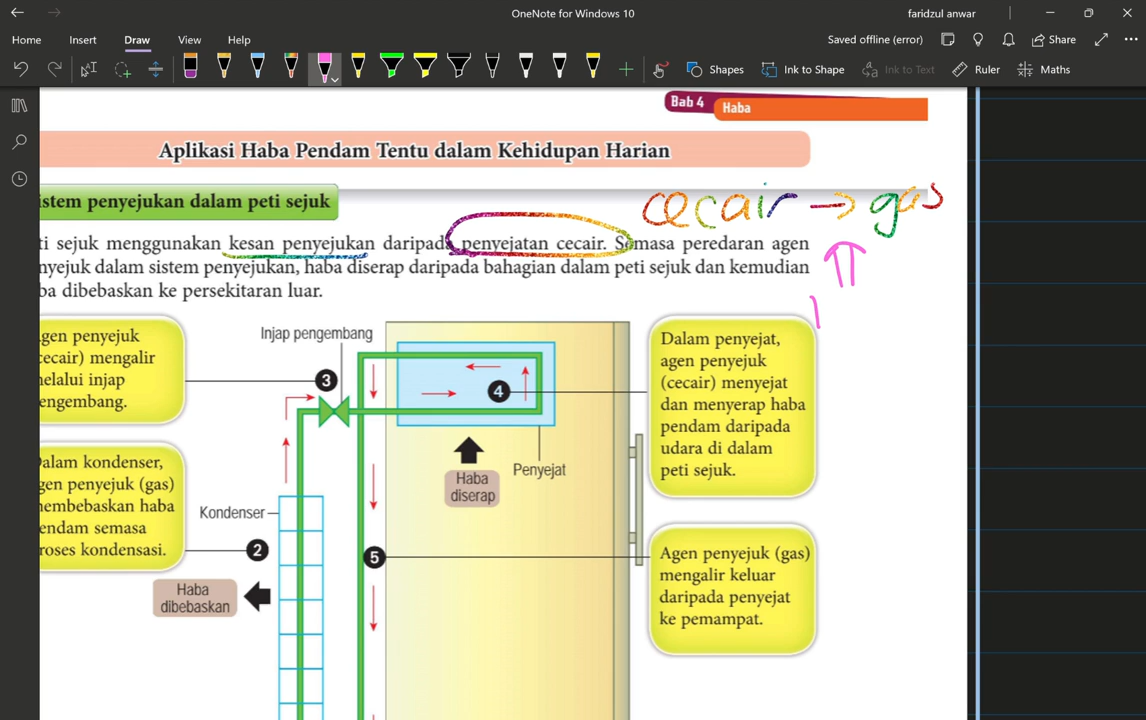 OneNote for Windows 10
faridzul anwar
Home Insert Draw View Help
Saved offline (error)
Share
Shapes
Ink to Shape
Ink to Text
Ruler
Maths
Bab 4 Haba
Aplikasi Haba Pendam Tentu dalam Kehidupan Harian
istem penyejukan dalam peti sejuk
cecair → gas
ti sejuk menggunakan kesan penyejukan daripada penyejatan cecair. Semasa peredaran agen
nyejuk dalam sistem penyejukan, haba diserap daripada bahagian dalam peti sejuk dan kemudian
ba dibebaskan ke persekitaran luar.
gen penyejuk
cecair) mengalir
elalui injap
engembang.
Injap pengembang
3
4
Dalam penyejat,
agen penyejuk
(cecair) menyejat
dan menyerap haba
pendam daripada
udara di dalam
peti sejuk.
Penyejat
Haba
diserap
alam kondenser,
gen penyejuk (gas)
embebaskan haba
endam semasa
roses kondensasi.
Kondenser
2
Haba
dibebaskan
5
Agen penyejuk (gas)
mengalir keluar
daripada penyejat
ke pemampat.